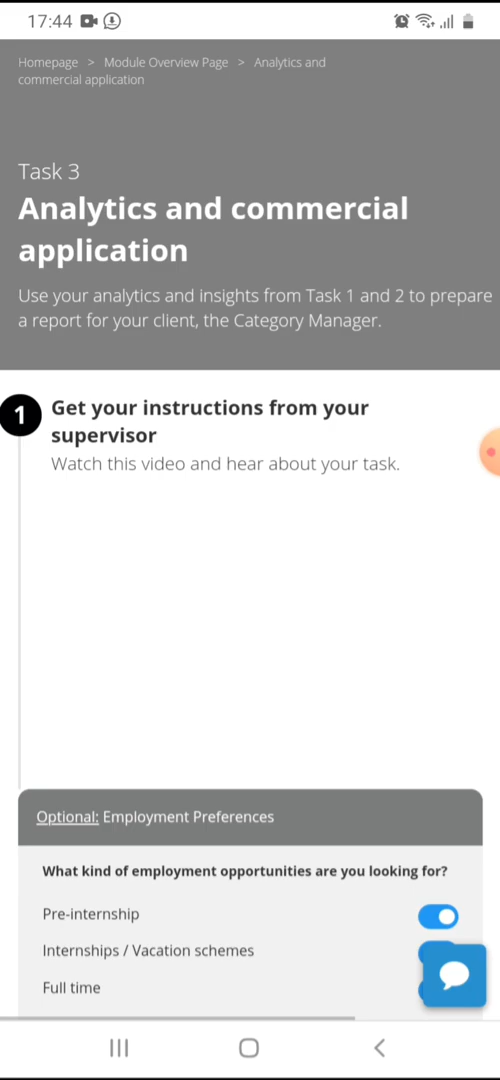 17:44
Homepage > Module Overview Page > Analytics and
commercial application
Task 3
Analytics and commercial
application
Use your analytics and insights from Task 1 and 2 to prepare
a report for your client, the Category Manager.
1 Get your instructions from your
supervisor
Watch this video and hear about your task.
Optional: Employment Preferences
What kind of employment opportunities are you looking for?
Pre-internship
Internships / Vacation schemes
Full time